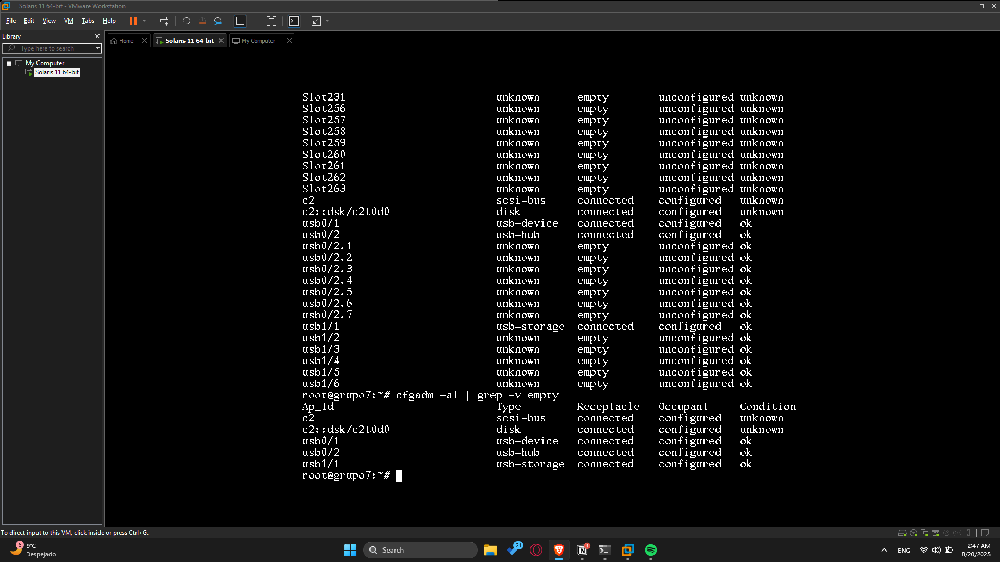 Solaris 11 64-bit - VMware Workstation
File Edit View VM Tabs Help
Library
Type here to search
My Computer
Solaris 11 64-bit
Home
Solaris 11 64-bit
My Computer
Slot231 unknown empty unconfigured unknown
Slot256 unknown empty unconfigured unknown
Slot257 unknown empty unconfigured unknown
Slot258 unknown empty unconfigured unknown
Slot259 unknown empty unconfigured unknown
Slot260 unknown empty unconfigured unknown
Slot261 unknown empty unconfigured unknown
Slot262 unknown empty unconfigured unknown
Slot263 unknown empty unconfigured unknown
c2 scsi-bus connected configured unknown
c2::dsk/c2t0d0 disk connected configured unknown
usb0/1 usb-device connected configured ok
usb0/2 usb-hub connected configured ok
usb0/2.1 unknown empty unconfigured ok
usb0/2.2 unknown empty unconfigured ok
usb0/2.3 unknown empty unconfigured ok
usb0/2.4 unknown empty unconfigured ok
usb0/2.5 unknown empty unconfigured ok
usb0/2.6 unknown empty unconfigured ok
usb0/2.7 unknown empty unconfigured ok
usb1/1 usb-storage connected configured ok
usb1/2 unknown empty unconfigured ok
usb1/3 unknown empty unconfigured ok
usb1/4 unknown empty unconfigured ok
usb1/5 unknown empty unconfigured ok
usb1/6 unknown empty unconfigured ok
root@grupo7:~# cfgadm -al | grep -v empty
Ap_Id Type Receptacle Occupant Condition
c2 scsi-bus connected configured unknown
c2::dsk/c2t0d0 disk connected configured unknown
usb0/1 usb-device connected configured ok
usb0/2 usb-hub connected configured ok
usb1/1 usb-storage connected configured ok
root@grupo7:~#
To direct input to this VM, click inside or press Ctrl+G.
6
9°C
Despejado
Search
21
1
ENG
2:47 AM
8/20/2025